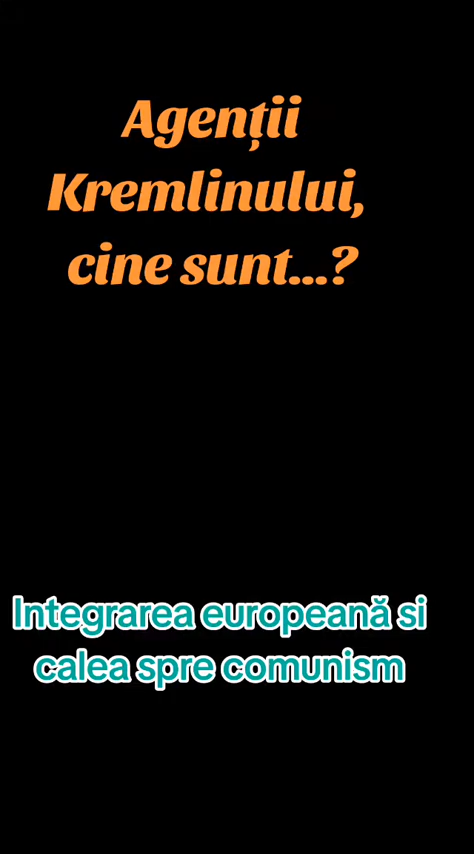 Agenții
Kremlinului,
cine sunt...?
Integrarea europeană si
calea spre comunism